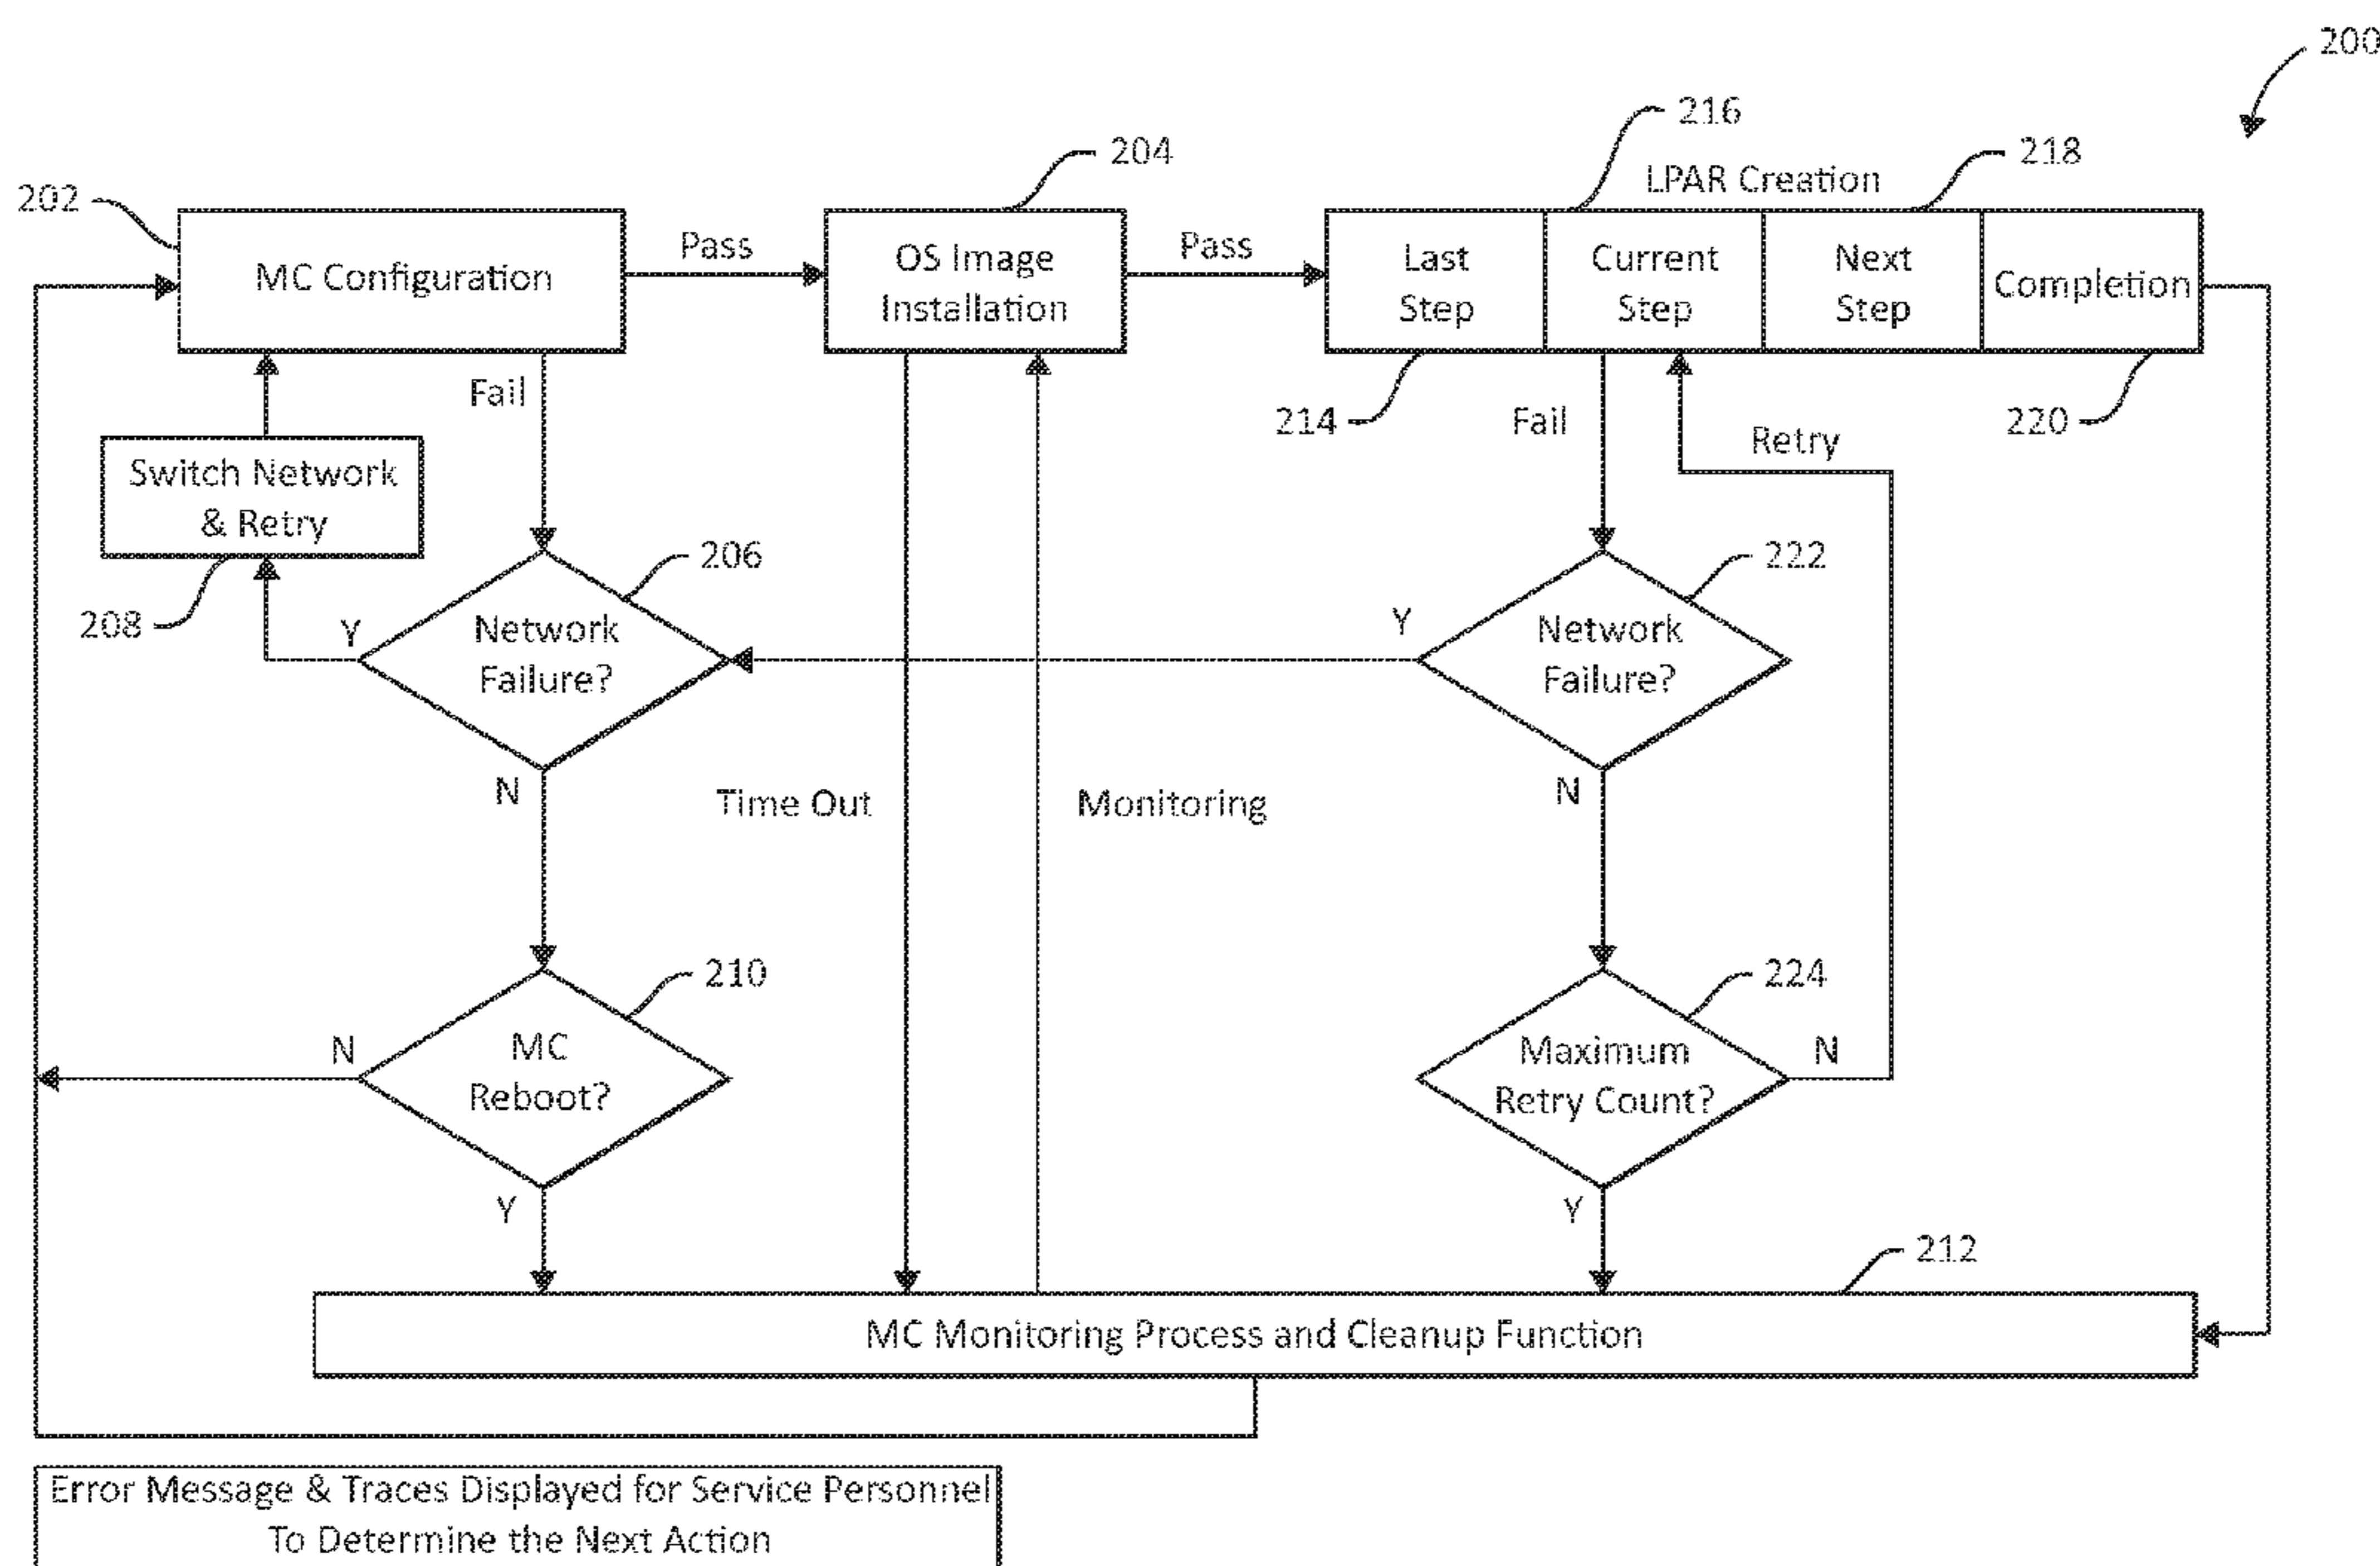 200
216
204
218
LPAR Creation
202
MC Configuration
Pass
OS Image
Installation
Pass
Last
Step
Current
Step
Next
Step
Completion
Fail
214
Fail
220
Retry
Switch Network
& Retry
206
222
208
Y
Network
Failure?
Y
Network
Failure?
N
Time Out
Monitoring
N
210
224
N
MC
Reboot?
Maximum
Retry Count?
N
Y
Y
212
MC Monitoring Process and Cleanup Function
Error Message & Traces Displayed for Service Personnel
To Determine the Next Action